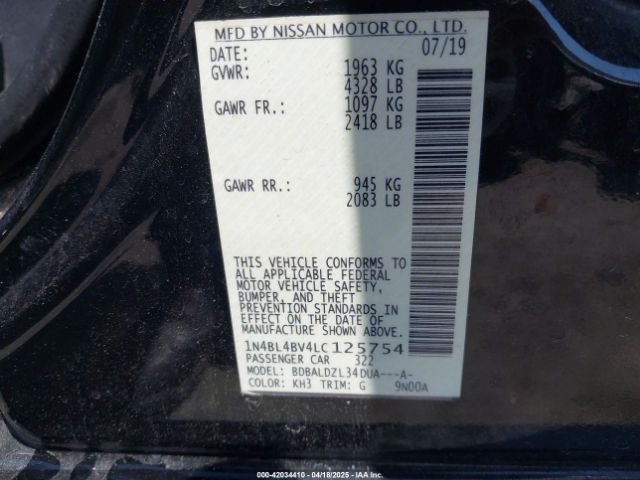 MFD BY NISSAN MOTOR CO., LTD.
DATE: 07/19
GVWR: 1963 KG
4328 LB
GAWR FR.: 1097 KG
2418 LB
GAWR RR.: 945 KG
2083 LB
THIS VEHICLE CONFORMS TO
ALL APPLICABLE FEDERAL
MOTOR VEHICLE SAFETY,
BUMPER, AND THEFT
PREVENTION STANDARDS IN
EFFECT ON THE DATE OF
MANUFACTURE SHOWN ABOVE.
1N4BL4BV4LC125754
PASSENGER CAR 322
MODEL: BDBALDZL34DUA---A-
COLOR: KH3 TRIM: G 9N00A
000-42034410 - 04/18/2025 - IAAI.COM